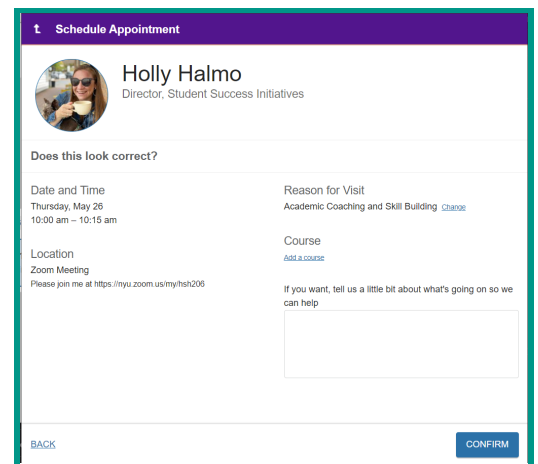 Schedule Appointment
Holly Halmo
Director, Student Success Initiatives
Does this look correct?
Date and Time
Thursday, May 26
10:00 am – 10:15 am
Location
Zoom Meeting
Please join me at https://nyu.zoom.us/my/hsh206
Reason for Visit
Academic Coaching and Skill Building Change
Course
Add a course
If you want, tell us a little bit about what's going on so we
can help
BACK
CONFIRM